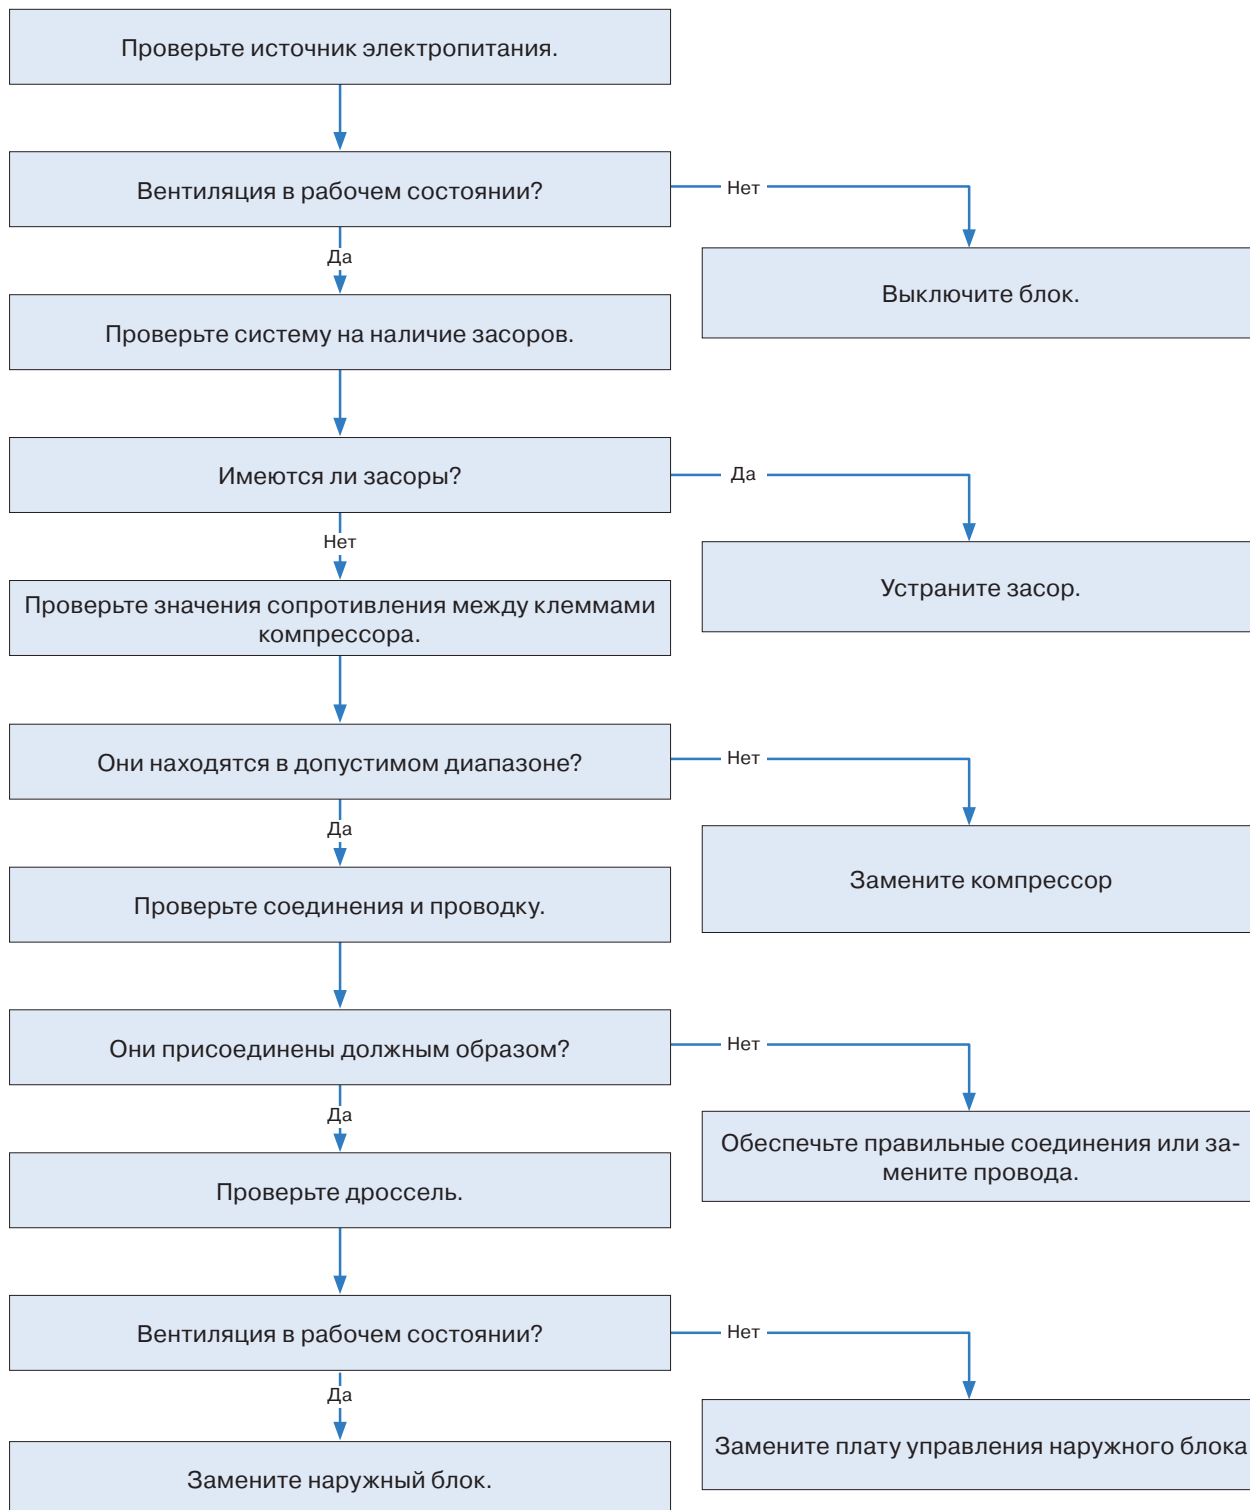 Проверьте источник электропитания.
Вентиляция в рабочем состоянии?
Нет
Выключите блок.
Да
Проверьте систему на наличие засоров.
Имеются ли засоры?
Да
Устраните засор.
Нет
Проверьте значения сопротивления между клеммами
компрессора.
Они находятся в допустимом диапазоне?
Нет
Замените компрессор
Да
Проверьте соединения и проводку.
Они присоединены должным образом?
Нет
Обеспечьте правильные соединения или за-
мените провода.
Да
Проверьте дроссель.
Вентиляция в рабочем состоянии?
Нет
Замените плату управления наружного блока
Да
Замените наружный блок.